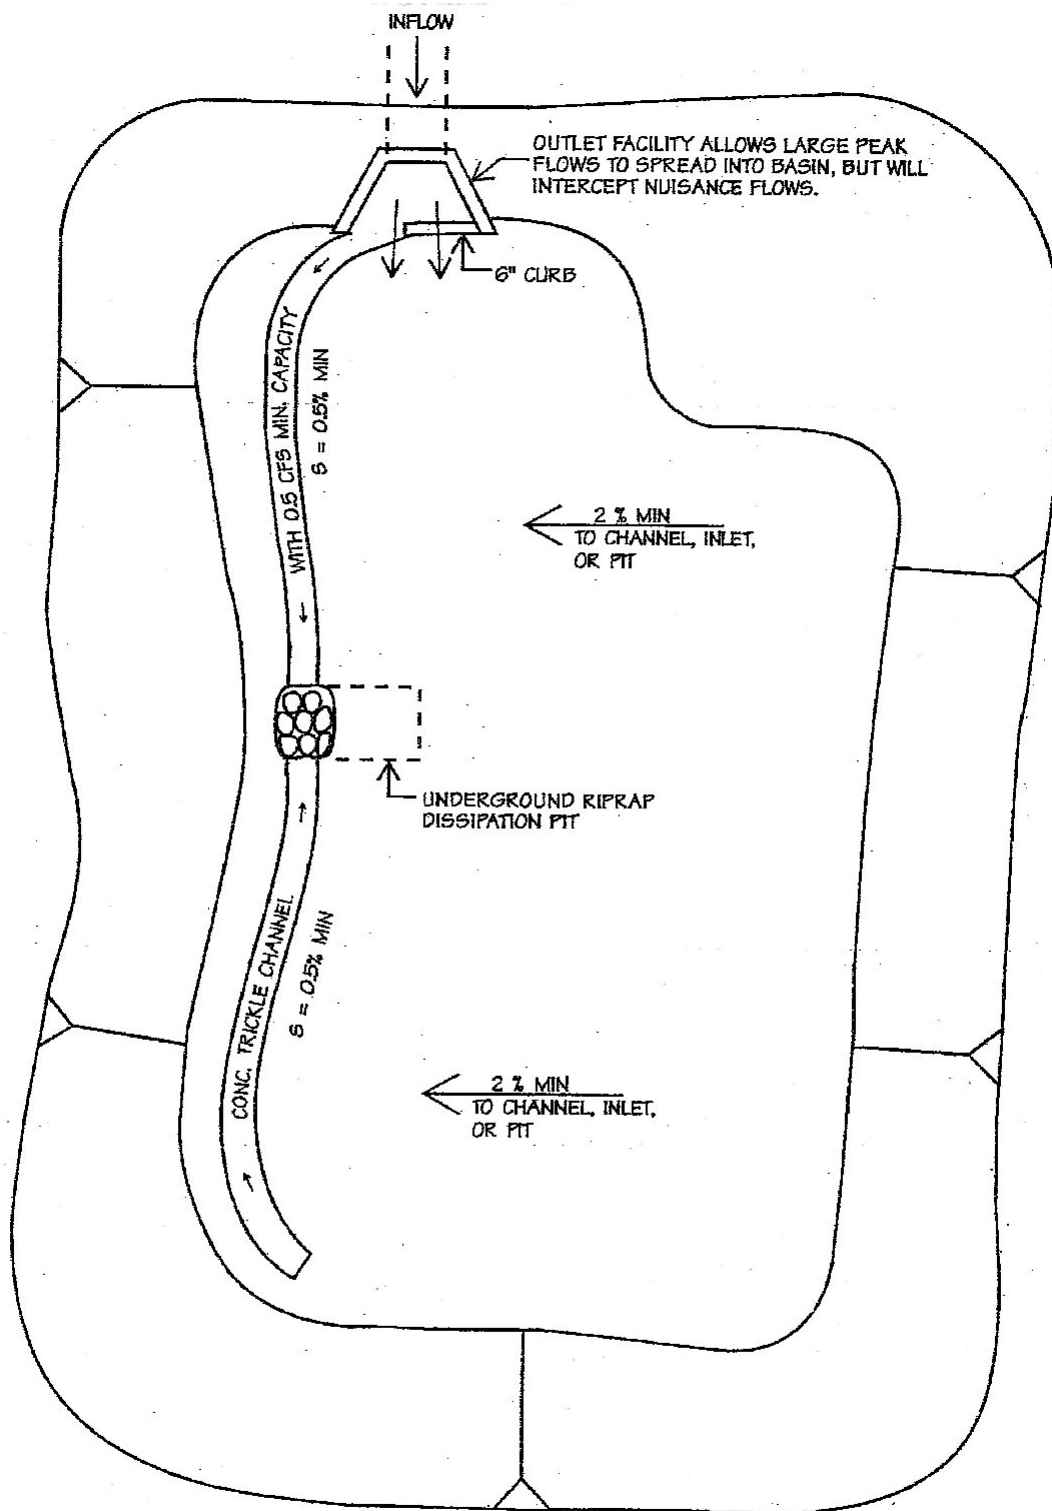 INFLOW
OUTLET FACILITY ALLOWS LARGE PEAK
FLOWS TO SPREAD INTO BASIN, BUT WILL
INTERCEPT NUISANCE FLOWS.
6" CURB
WITH 0.5 CFS MIN. CAPACITY
S = 0.5% MIN
2 % MIN
TO CHANNEL, INLET,
OR PIT
UNDERGROUND RIPRAP
DISSIPATION PIT
CONC. TRICKLE CHANNEL
S = 0.5% MIN
2 % MIN
TO CHANNEL, INLET,
OR PIT